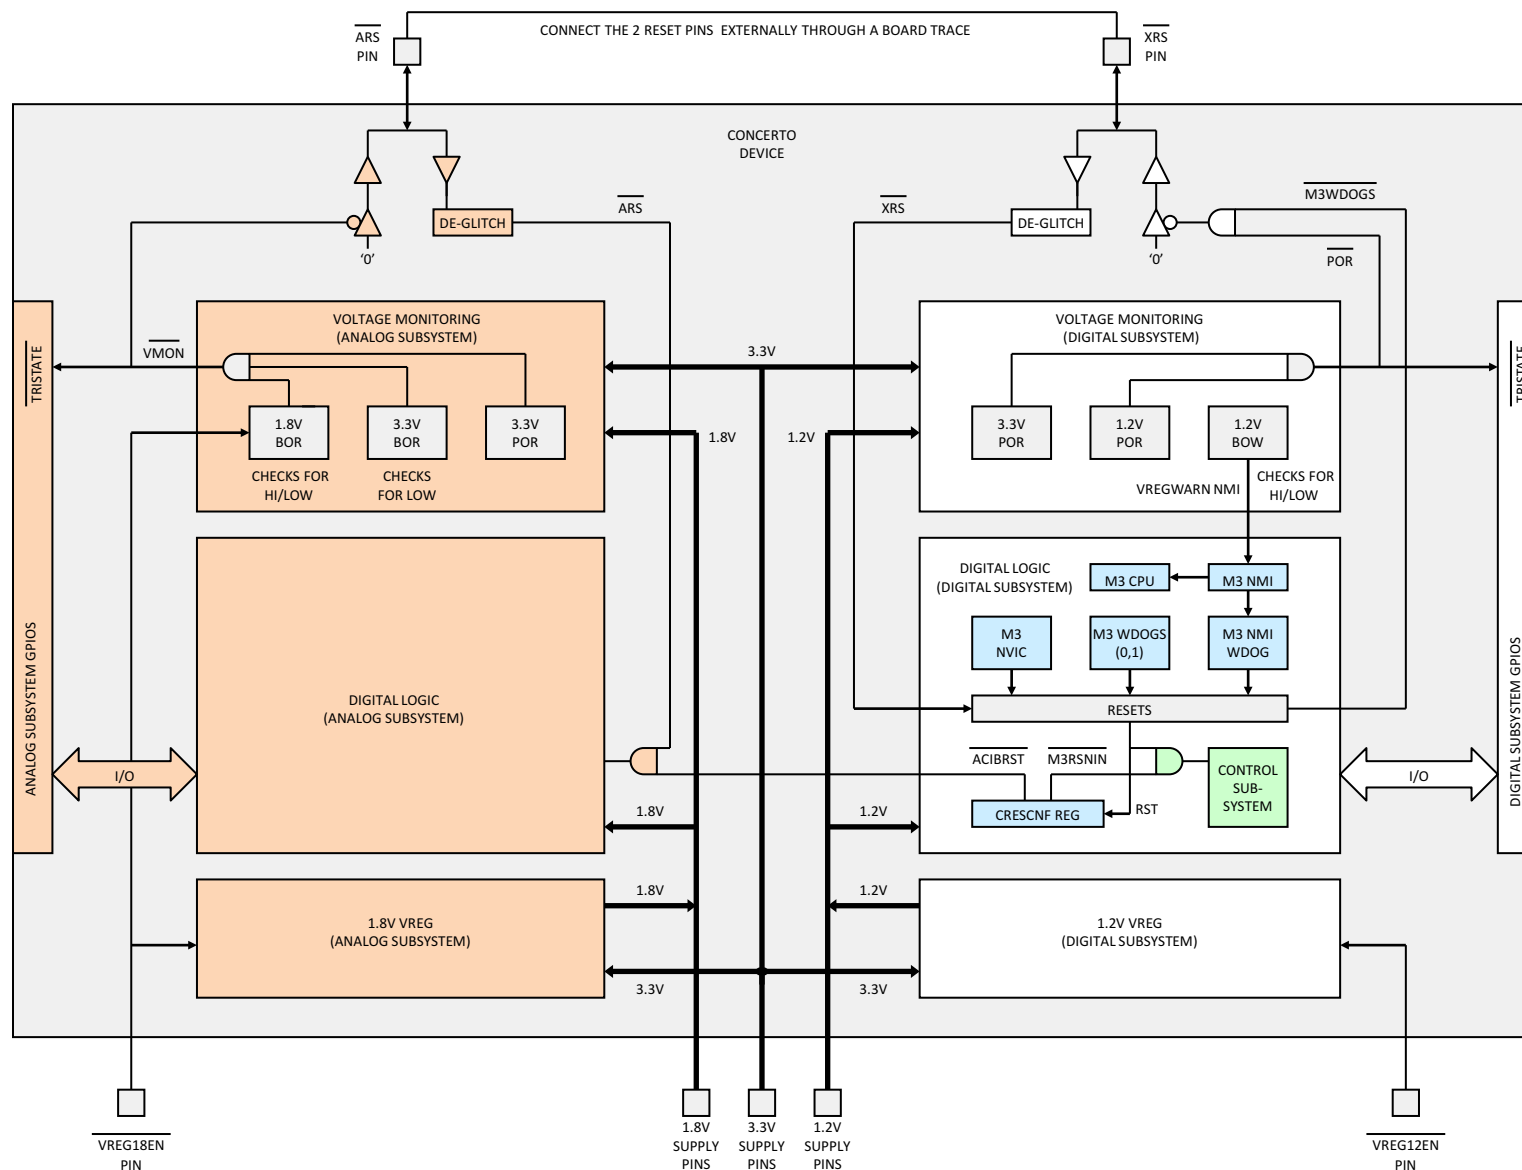 ARS
PIN
CONNECT THE 2 RESET PINS EXTERNALLY THROUGH A BOARD TRACE
XRS
PIN
CONCERTO
DEVICE
ARS
DE-GLITCH
'0'
XRS
DE-GLITCH
'0'
M3WDOGS
POR
VOLTAGE MONITORING
(ANALOG SUBSYSTEM)
VMON
TRISTATE
1.8V
BOR
3.3V
BOR
3.3V
POR
CHECKS FOR
HI/LOW
CHECKS
FOR LOW
3.3V
1.8V
1.2V
VOLTAGE MONITORING
(DIGITAL SUBSYSTEM)
3.3V
POR
1.2V
POR
1.2V
BOW
VREGWARN NMI
CHECKS FOR
HI/LOW
TRISTATE
ANALOG SUBSYSTEM GPIOS
DIGITAL LOGIC
(ANALOG SUBSYSTEM)
I/O
DIGITAL LOGIC
(DIGITAL SUBSYSTEM)
M3 CPU
M3 NMI
M3
NVIC
M3 WDOGS
(0,1)
M3 NMI
WDOG
RESETS
ACIBRST
M3RSNIN
CONTROL
SUB-
SYSTEM
CRESCNF REG
RST
I/O
DIGITAL SUBSYSTEM GPIOS
1.8V
1.2V
1.8V
1.2V
1.8V VREG
(ANALOG SUBSYSTEM)
1.2V VREG
(DIGITAL SUBSYSTEM)
3.3V
3.3V
VREG18EN
PIN
1.8V
SUPPLY
PINS
3.3V
SUPPLY
PINS
1.2V
SUPPLY
PINS
VREG12EN
PIN